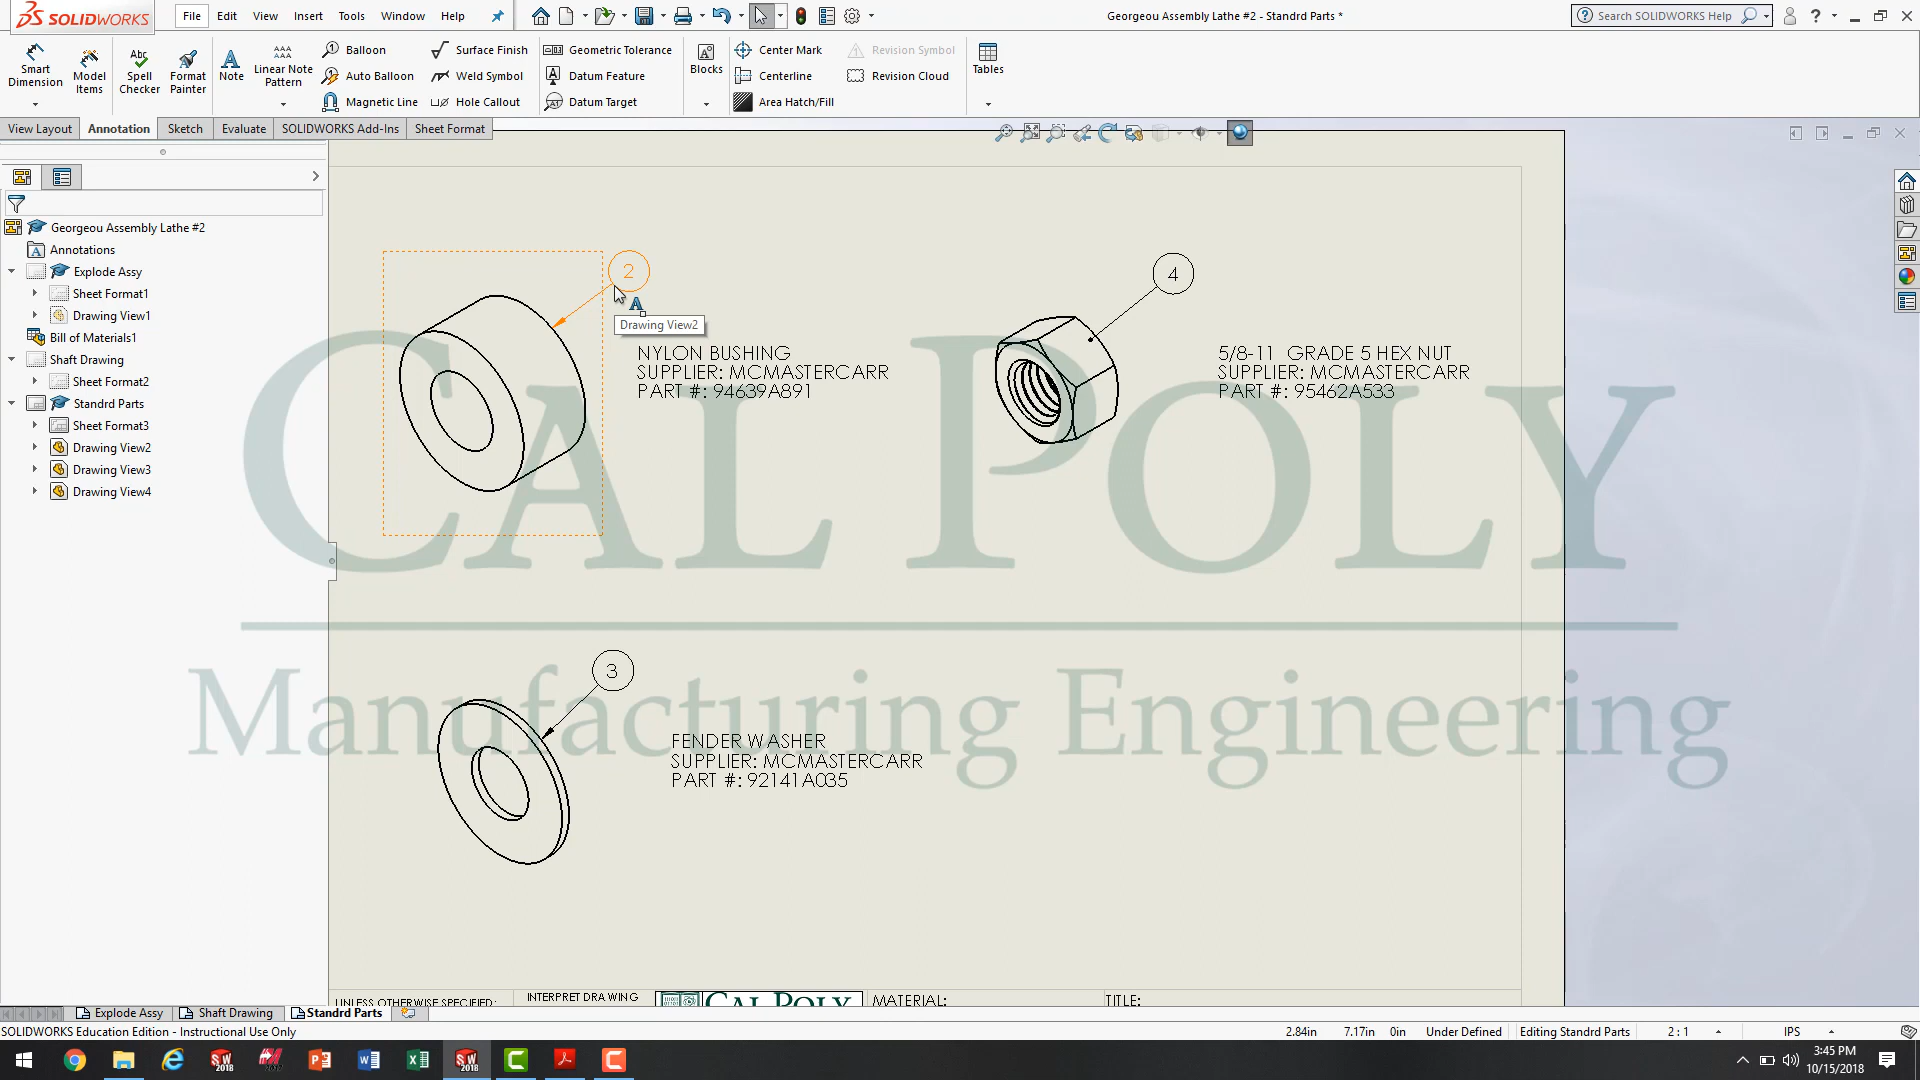 SOLIDWORKS
File Edit View Insert Tools Window Help
Georgeou Assembly Lathe #2 - Standrd Parts *
Search SOLIDWORKS Help
Smart Dimension
Model Items
Spell Checker
Format Painter
Note
Linear Note Pattern
Balloon
Auto Balloon
Magnetic Line
Surface Finish
Weld Symbol
Hole Callout
Geometric Tolerance
Datum Feature
Datum Target
Blocks
Center Mark
Centerline
Area Hatch/Fill
Revision Symbol
Revision Cloud
Tables
View Layout Annotation Sketch Evaluate SOLIDWORKS Add-Ins Sheet Format
Georgeou Assembly Lathe #2
Annotations
Explode Assy
Sheet Format1
Drawing View1
Bill of Materials1
Shaft Drawing
Sheet Format2
Standrd Parts
Sheet Format3
Drawing View2
Drawing View3
Drawing View4
2
Drawing View2
NYLON BUSHING
SUPPLIER: MCMASTERCARR
PART #: 94639A891
4
5/8-11 GRADE 5 HEX NUT
SUPPLIER: MCMASTERCARR
PART #: 95462A533
CAL POLY
Manufacturing Engineering
3
FENDER WASHER
SUPPLIER: MCMASTERCARR
PART #: 92141A035
UNLESS OTHERWISE SPECIFIED:
INTERPRET DRAWING
CAL POLY
MATERIAL:
TITLE:
Explode Assy Shaft Drawing Standrd Parts
SOLIDWORKS Education Edition - Instructional Use Only
2.84in 7.17in 0in Under Defined Editing Standrd Parts 2 : 1 IPS
3:45 PM
10/15/2018